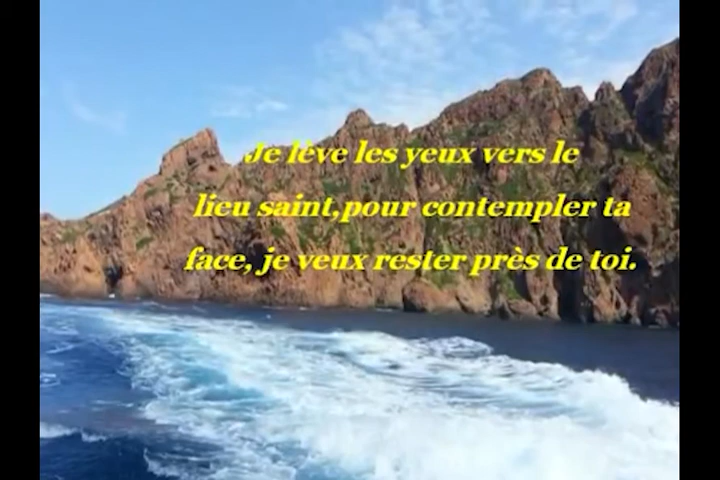 Je lève les yeux vers le
lieu saint,pour contempler ta
face, je veux rester près de toi.